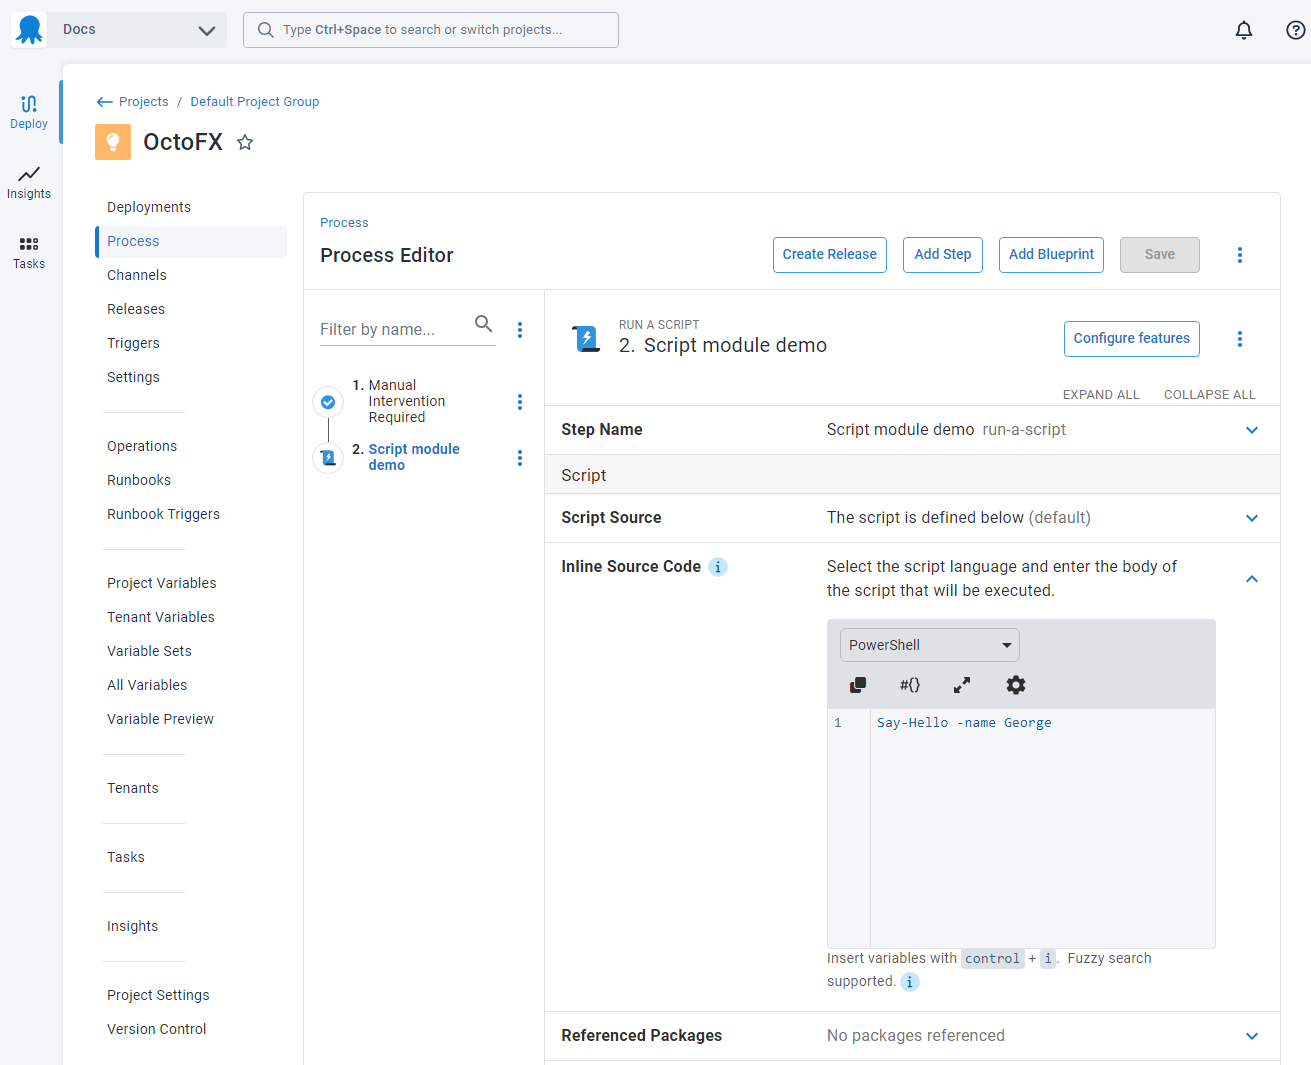 Docs
Type Ctrl+Space to search or switch projects...
Deploy
Insights
Tasks
Projects / Default Project Group
OctoFX
Deployments
Process
Channels
Releases
Triggers
Settings
Operations
Runbooks
Runbook Triggers
Project Variables
Tenant Variables
Variable Sets
All Variables
Variable Preview
Tenants
Tasks
Insights
Project Settings
Version Control
Process
Process Editor
Create Release
Add Step
Add Blueprint
Save
Filter by name...
1. Manual
Intervention
Required
2. Script module
demo
RUN A SCRIPT
2. Script module demo
Configure features
EXPAND ALL
COLLAPSE ALL
Step Name
Script module demo run-a-script
Script
Script Source
The script is defined below (default)
Inline Source Code
Select the script language and enter the body of
the script that will be executed.
PowerShell
#{}
1
Say-Hello -name George
Insert variables with control + i. Fuzzy search
supported.
Referenced Packages
No packages referenced